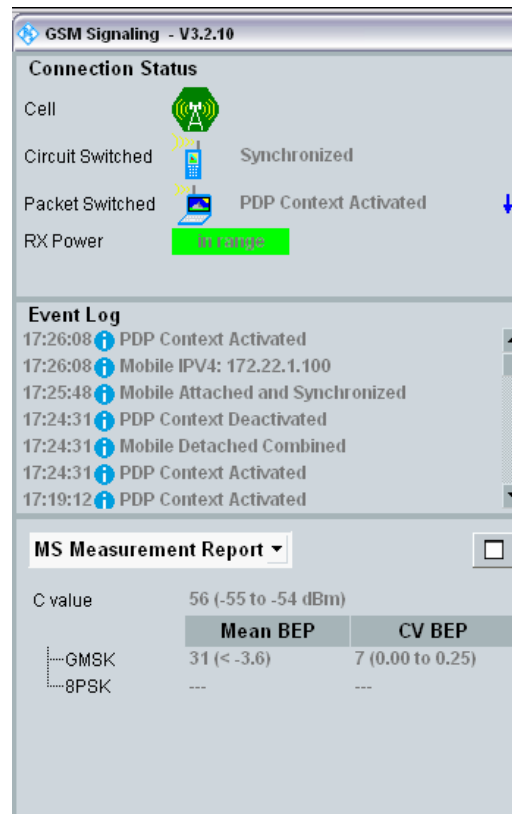 GSM Signaling - V3.2.10
Connection Status
Cell
Circuit Switched Synchronized
Packet Switched PDP Context Activated
RX Power In range
Event Log
17:26:08 PDP Context Activated
17:26:08 Mobile IPV4: 172.22.1.100
17:25:48 Mobile Attached and Synchronized
17:24:31 PDP Context Deactivated
17:24:31 Mobile Detached Combined
17:24:31 PDP Context Activated
17:19:12 PDP Context Activated
MS Measurement Report
C value 56 (-55 to -54 dBm)
Mean BEP CV BEP
GMSK 31 (< -3.6) 7 (0.00 to 0.25)
8PSK --- ---